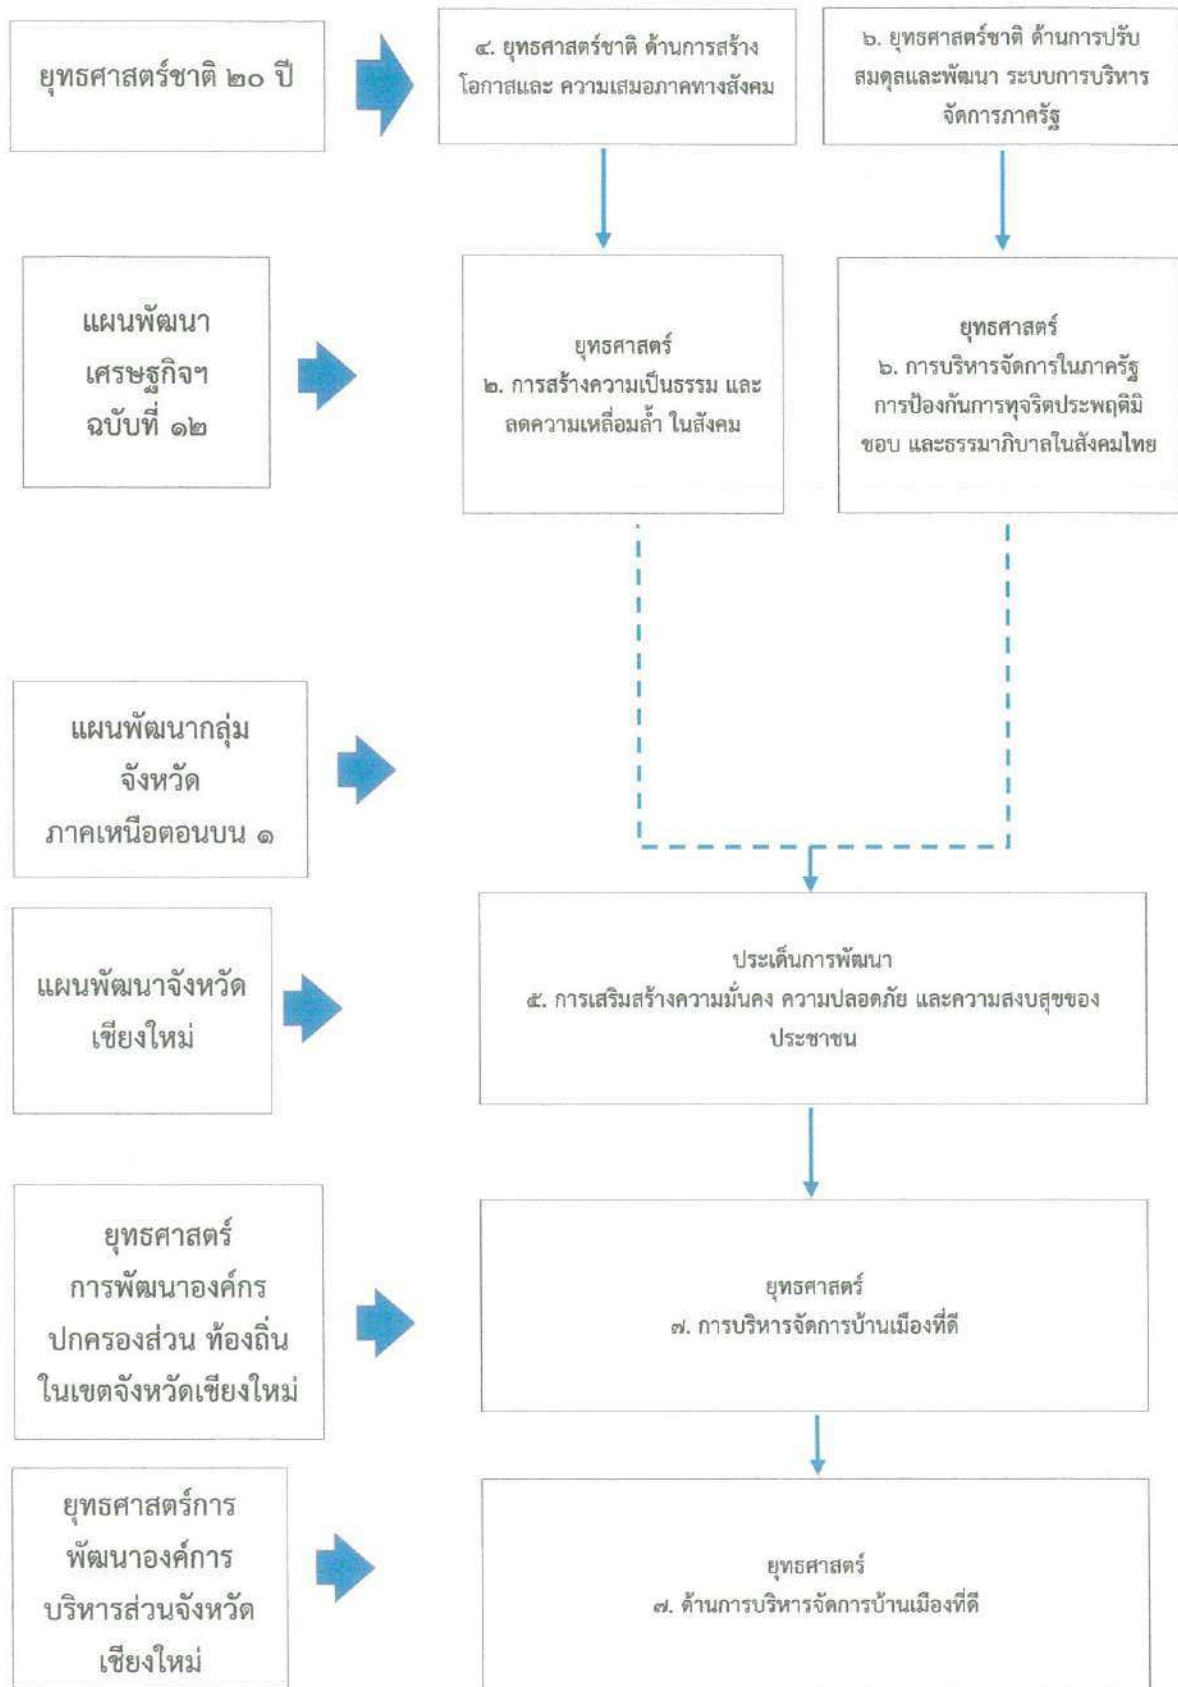 ยุทธศาสตร์ชาติ ๒๐ ปี
๔. ยุทธศาสตร์ชาติ ด้านการสร้าง
โอกาสและ ความเสมอภาคทางสังคม
๖. ยุทธศาสตร์ชาติ ด้านการปรับ
สมดุลและพัฒนา ระบบการบริหาร
จัดการภาครัฐ
แผนพัฒนา
เศรษฐกิจฯ
ฉบับที่ ๑๒
ยุทธศาสตร์
๒. การสร้างความเป็นธรรม และ
ลดความเหลื่อมล้ำ ในสังคม
ยุทธศาสตร์
๖. การบริหารจัดการในภาครัฐ
การป้องกันการทุจริตประพฤติมิ
ชอบ และธรรมาภิบาลในสังคมไทย
แผนพัฒนากลุ่ม
จังหวัด
ภาคเหนือตอนบน ๑
แผนพัฒนาจังหวัด
เชียงใหม่
ประเด็นการพัฒนา
๕. การเสริมสร้างความมั่นคง ความปลอดภัย และความสงบสุขของ
ประชาชน
ยุทธศาสตร์
การพัฒนาองค์กร
ปกครองส่วน ท้องถิ่น
ในเขตจังหวัดเชียงใหม่
ยุทธศาสตร์
๗. การบริหารจัดการบ้านเมืองที่ดี
ยุทธศาสตร์การ
พัฒนาองค์การ
บริหารส่วนจังหวัด
เชียงใหม่
ยุทธศาสตร์
๗. ด้านการบริหารจัดการบ้านเมืองที่ดี